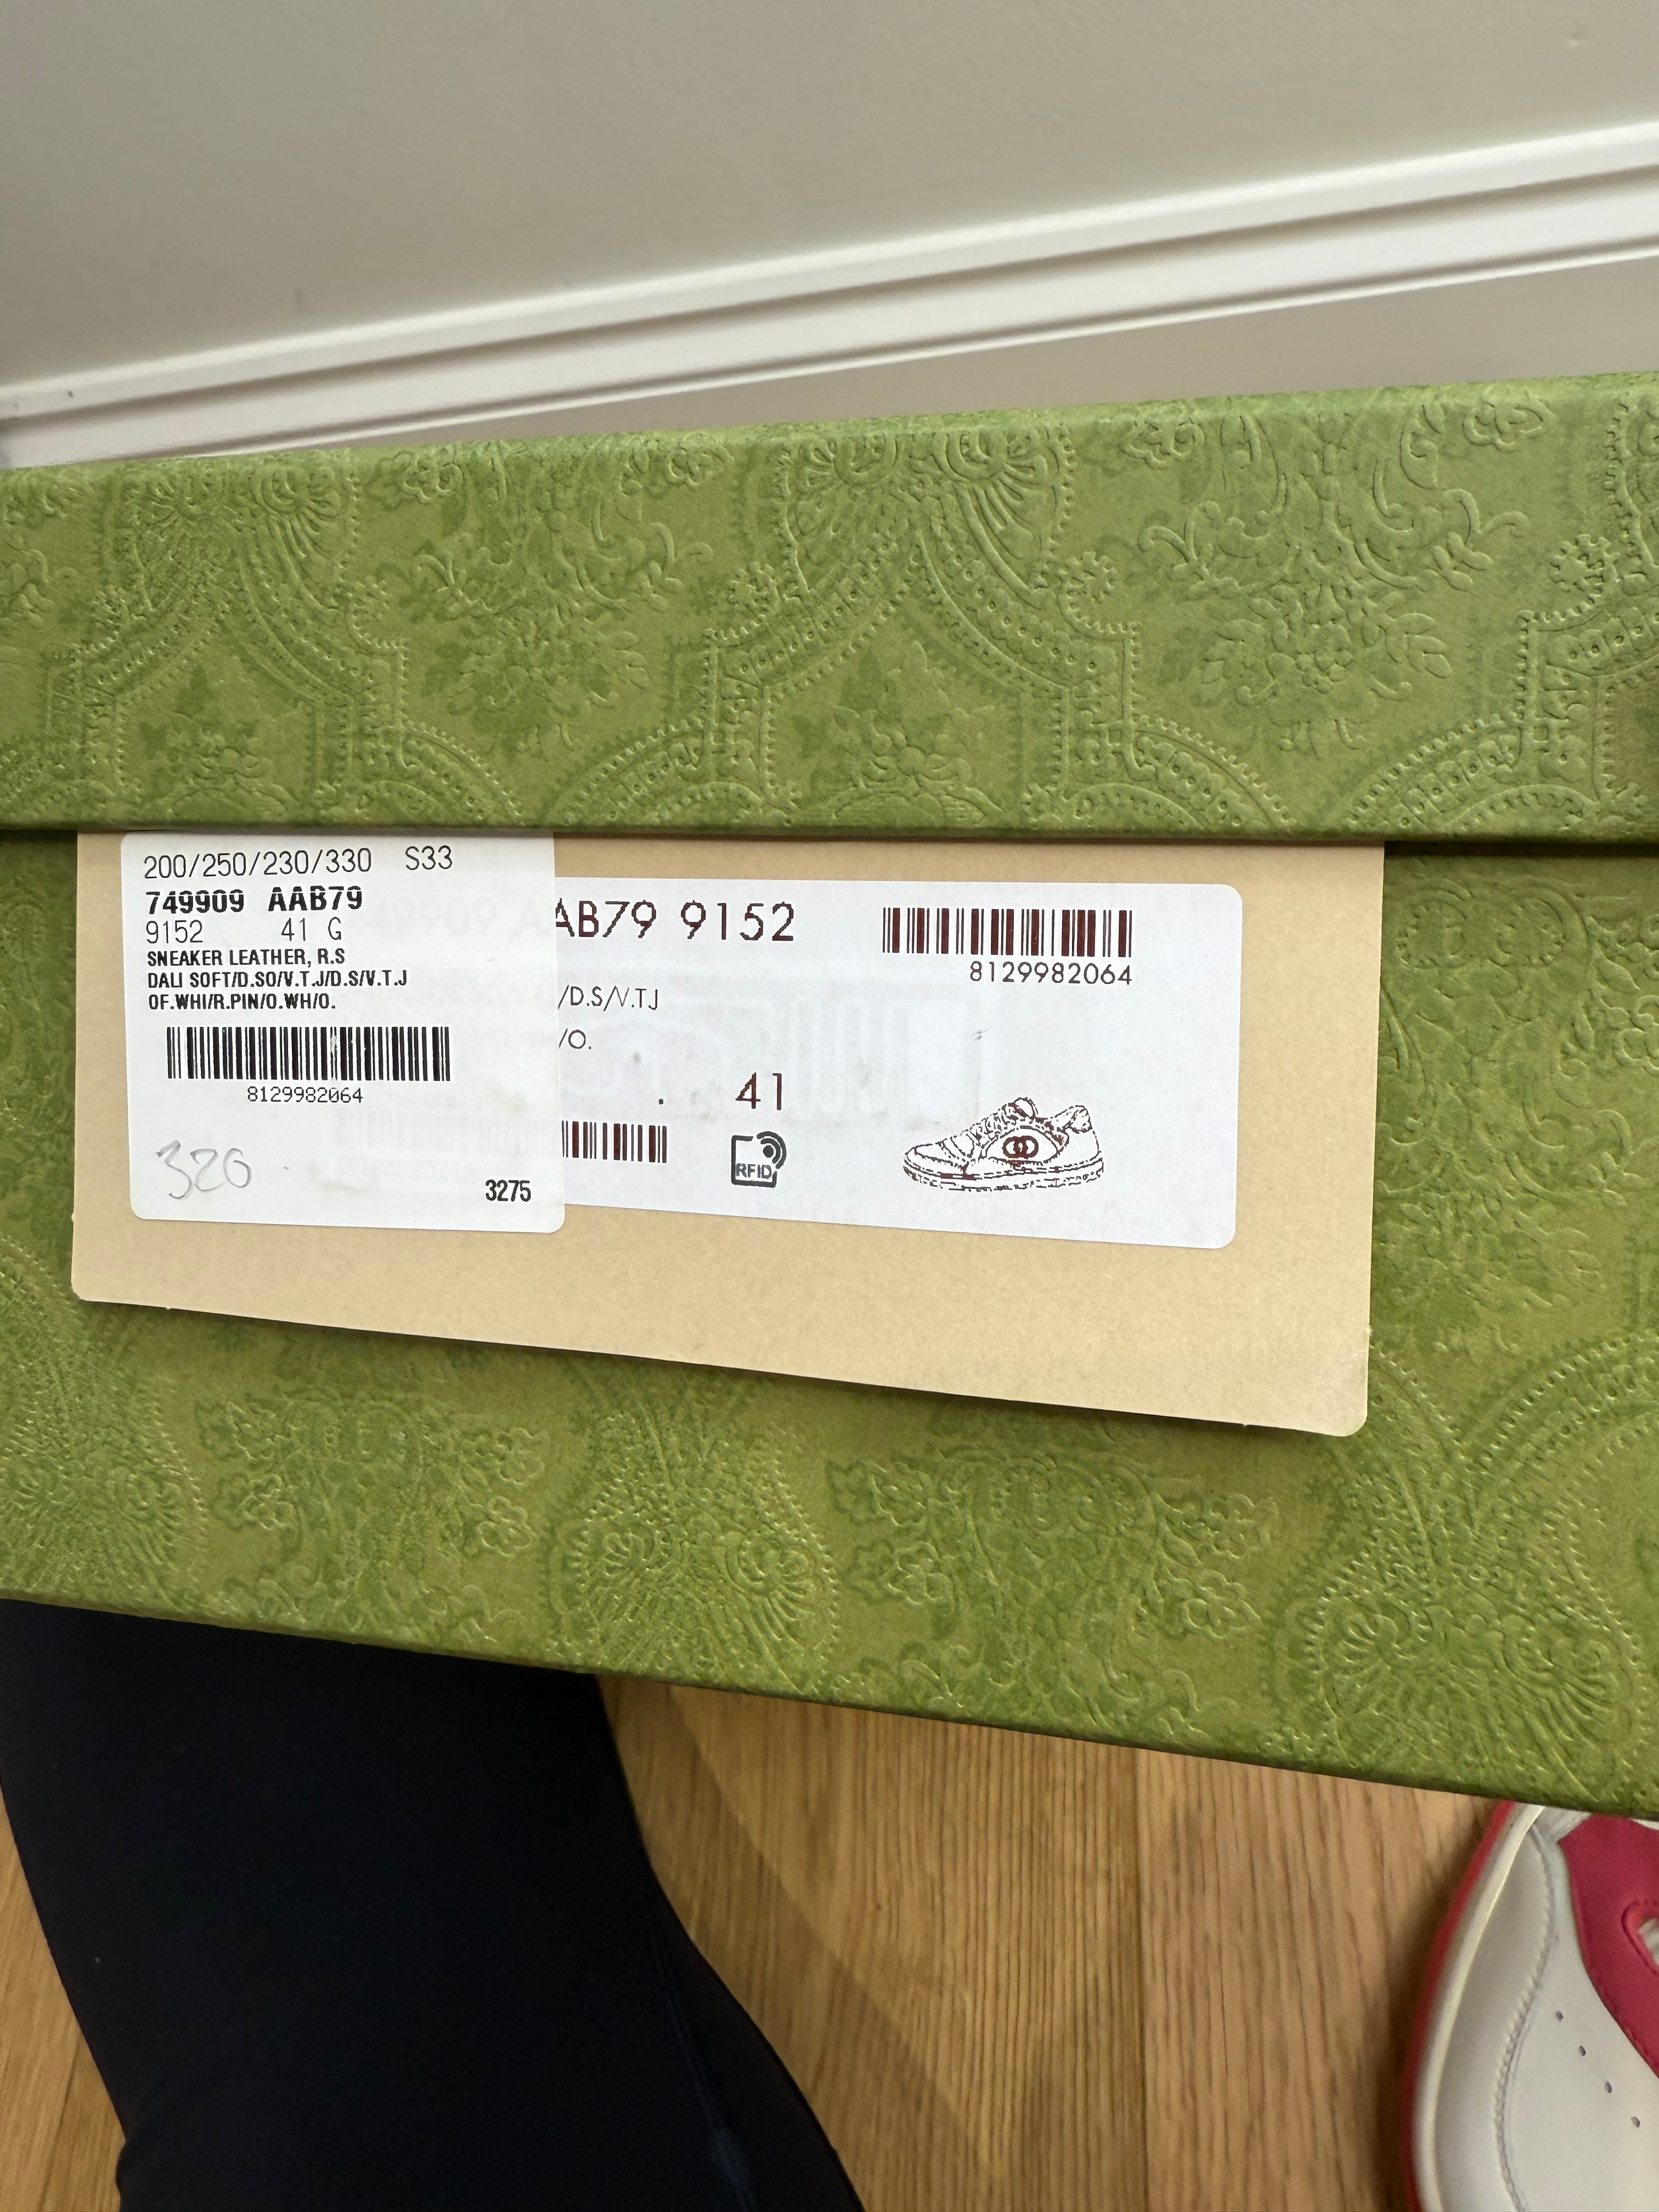 200/250/230/330 S33
749909 AAB79
9152 41 G
SNEAKER LEATHER, R.S
DALI SOFT/D.SO/V.T.J/D.S/V.T.J
OF.WHI/R.PIN/O.WH/O.
8129982064
320
3275
AB79 9152
8129982064
/D.S/V.TJ
/O.
41
RFID